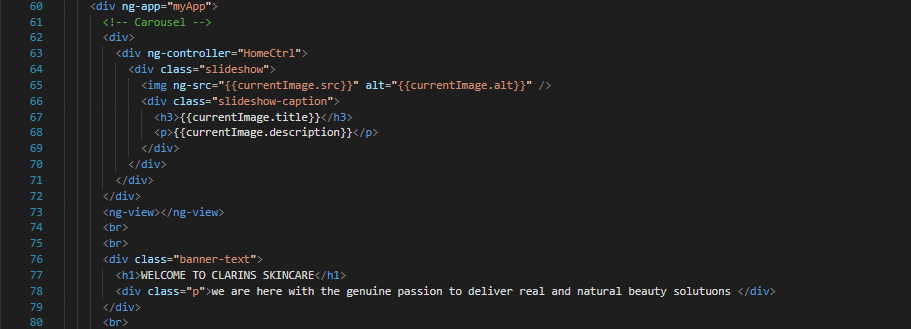 60 <div ng-app="myApp">
61 <!-- Carousel -->
62 <div>
63 <div ng-controller="HomeCtrl">
64 <div class="slideshow">
65 <img ng-src="{{currentImage.src}}" alt="{{currentImage.alt}}" />
66 <div class="slideshow-caption">
67 <h3>{{currentImage.title}}</h3>
68 <p>{{currentImage.description}}</p>
69 </div>
70 </div>
71 </div>
72 </div>
73 <ng-view></ng-view>
74 <br>
75 <br>
76 <div class="banner-text">
77 <h1>WELCOME TO CLARINS SKINCARE</h1>
78 <div class="p">we are here with the genuine passion to deliver real and natural beauty solutuons </div>
79 </div>
80 <br>